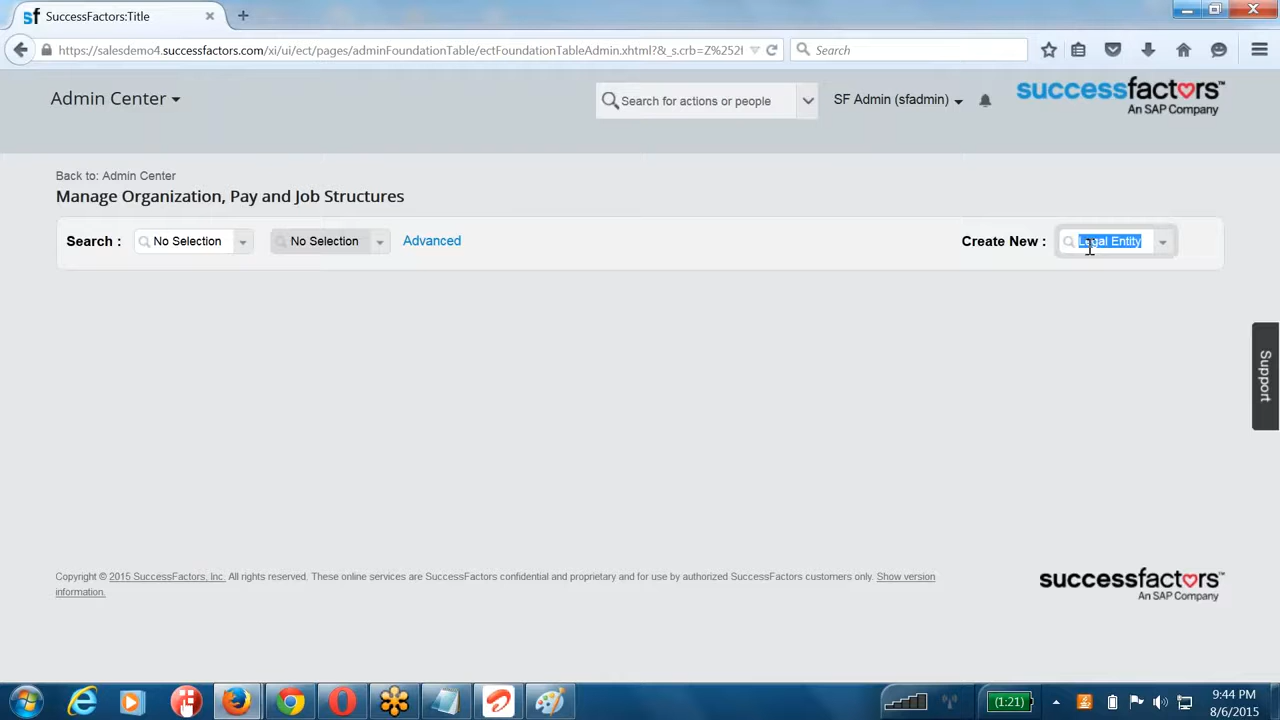 SuccessFactors:Title
https://salesdemo4.successfactors.com/xi/ui/ect/pages/adminFoundationTable/ectFoundationTableAdmin.xhtml?&_s.crb=Z%252
Search
Admin Center
Search for actions or people
SF Admin (sfadmin)
successfactors
An SAP Company
Back to: Admin Center
Manage Organization, Pay and Job Structures
Search :
No Selection
No Selection
Advanced
Create New :
Legal Entity
Support
Copyright © 2015 SuccessFactors, Inc. All rights reserved. These online services are SuccessFactors confidential and proprietary and for use by authorized SuccessFactors customers only. Show version
information.
successfactors
An SAP Company
(1:21)
9:44 PM
8/6/2015